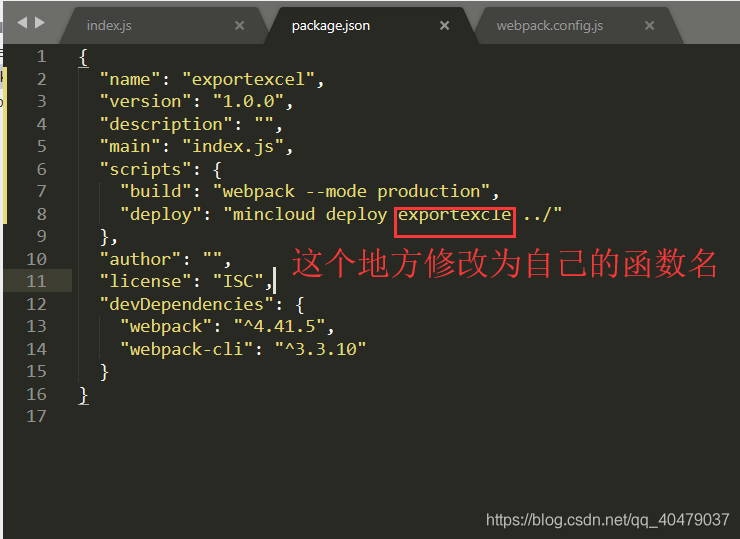 index.js × package.json × webpack.config.js ×
1 {
2 "name": "exportexcel",
3 "version": "1.0.0",
4 "description": "",
5 "main": "index.js",
6 "scripts": {
7 "build": "webpack --mode production",
8 "deploy": "mincloud deploy exportexcle ../"
9 },
10 "author": "",
这个地方修改为自己的函数名
11 "license": "ISC",
12 "devDependencies": {
13 "webpack": "^4.41.5",
14 "webpack-cli": "^3.3.10"
15 }
16 }
17
https://blog.csdn.net/qq_40479037